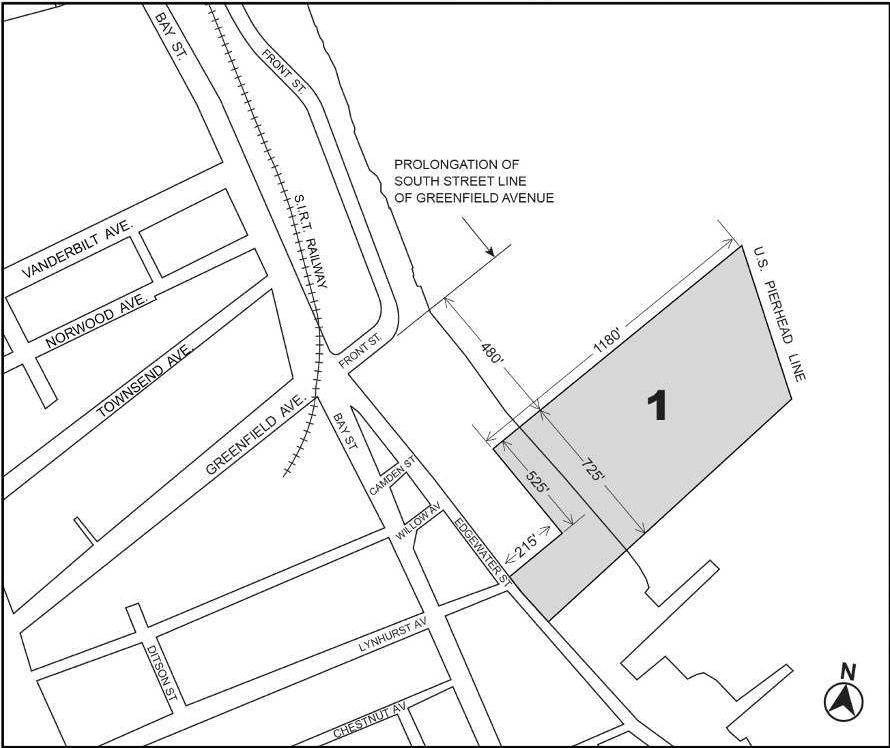 BAY ST.
FRONT ST.
PROLONGATION OF
SOUTH STREET LINE
OF GREENFIELD AVENUE
S.I.R.T. RAILWAY
VANDERBILT AVE.
NORWOOD AVE.
TOWNSEND AVE.
GREENFIELD AVE.
FRONT ST.
480'
1180'
U.S. PIERHEAD LINE
1
BAY ST
CAMDEN ST
WILLOW AV
EDGEWATER ST
525'
725'
215'
LYNHURST AV
DITSON ST
CHESTNUT AV
N